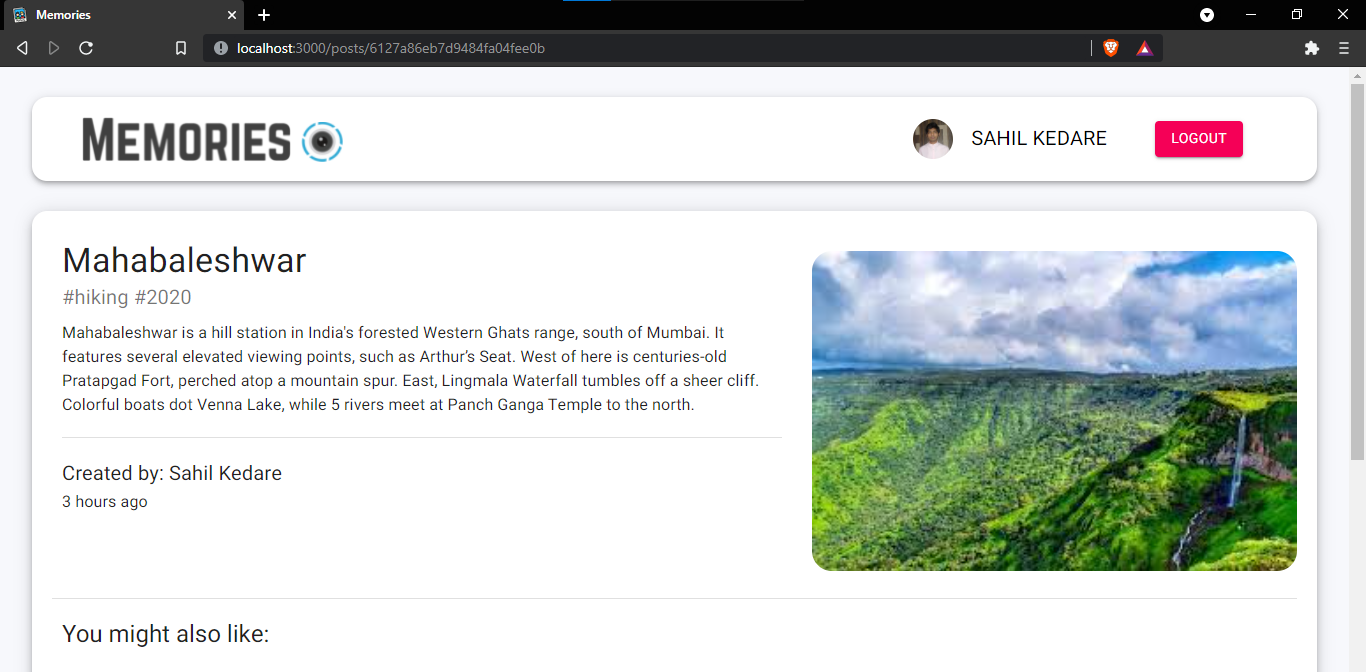 Memories
localhost:3000/posts/6127a86eb7d9484fa04fee0b
MEMORIES
SAHIL KEDARE
LOGOUT
Mahabaleshwar
#hiking #2020
Mahabaleshwar is a hill station in India's forested Western Ghats range, south of Mumbai. It
features several elevated viewing points, such as Arthur’s Seat. West of here is centuries-old
Pratapgad Fort, perched atop a mountain spur. East, Lingmala Waterfall tumbles off a sheer cliff.
Colorful boats dot Venna Lake, while 5 rivers meet at Panch Ganga Temple to the north.
Created by: Sahil Kedare
3 hours ago
You might also like: